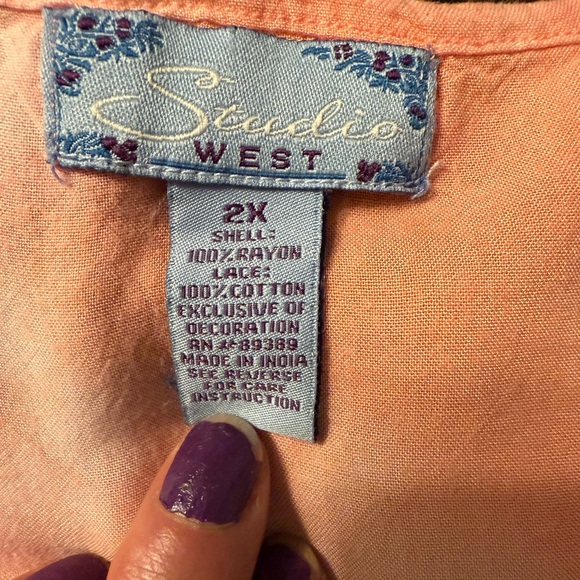 Studio
WEST
2X
SHELL:
100% RAYON
LACE:
100% COTTON
EXCLUSIVE OF
DECORATION
RN #89389
MADE IN INDIA
SEE REVERSE
FOR CARE
INSTRUCTION